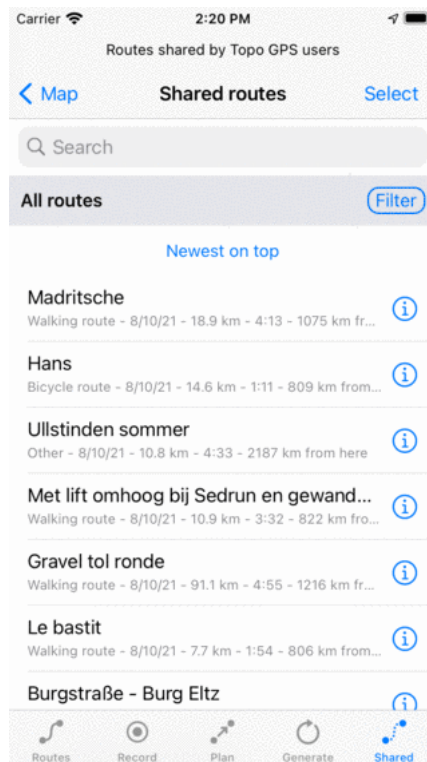 Carrier 2:20 PM
Routes shared by Topo GPS users
Map Shared routes Select
Search
All routes Filter
Newest on top
Madritsche
Walking route - 8/10/21 - 18.9 km - 4:13 - 1075 km fr...
Hans
Bicycle route - 8/10/21 - 14.6 km - 1:11 - 809 km from...
Ullstinden sommer
Other - 8/10/21 - 10.8 km - 4:33 - 2187 km from here
Met lift omhoog bij Sedrun en gewand...
Walking route - 8/10/21 - 10.9 km - 3:32 - 822 km fro...
Gravel tol ronde
Walking route - 8/10/21 - 91.1 km - 4:55 - 1216 km fr...
Le bastit
Walking route - 8/10/21 - 7.7 km - 1:54 - 806 km from...
Burgstraße - Burg Eltz
Routes Record Plan Generate Shared